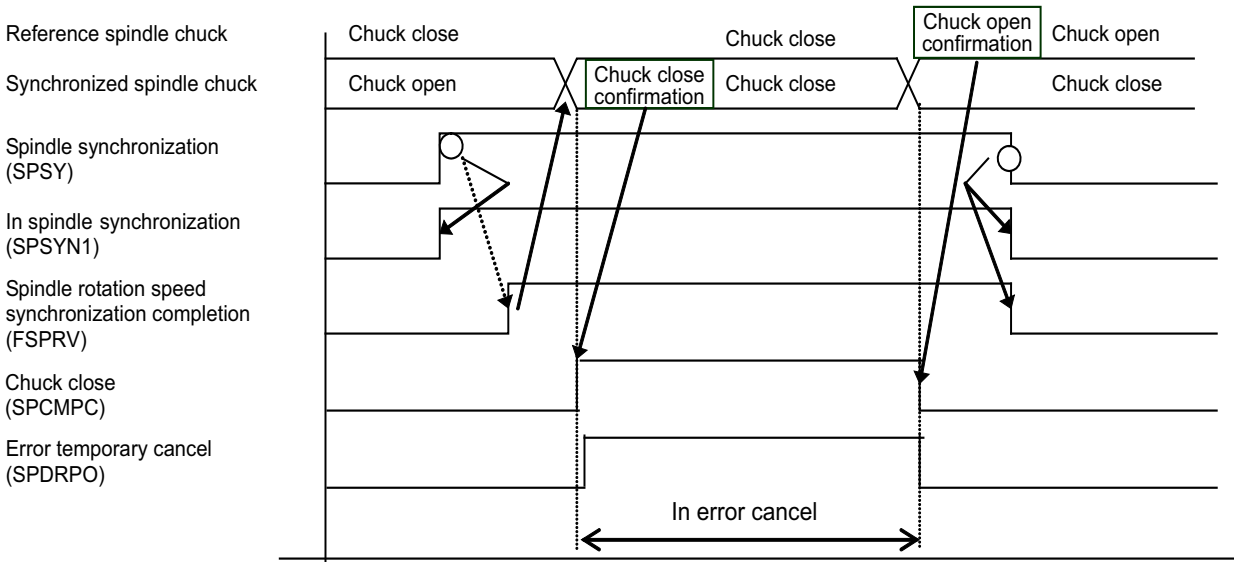 Reference spindle chuck
Chuck close
Chuck close
Chuck open
confirmation
Chuck open
Synchronized spindle chuck
Chuck open
Chuck close
confirmation
Chuck close
Chuck close
Spindle synchronization
(SPSY)
In spindle synchronization
(SPSYN1)
Spindle rotation speed
synchronization completion
(FSPRV)
Chuck close
(SPCMPC)
Error temporary cancel
(SPDRPO)
In error cancel